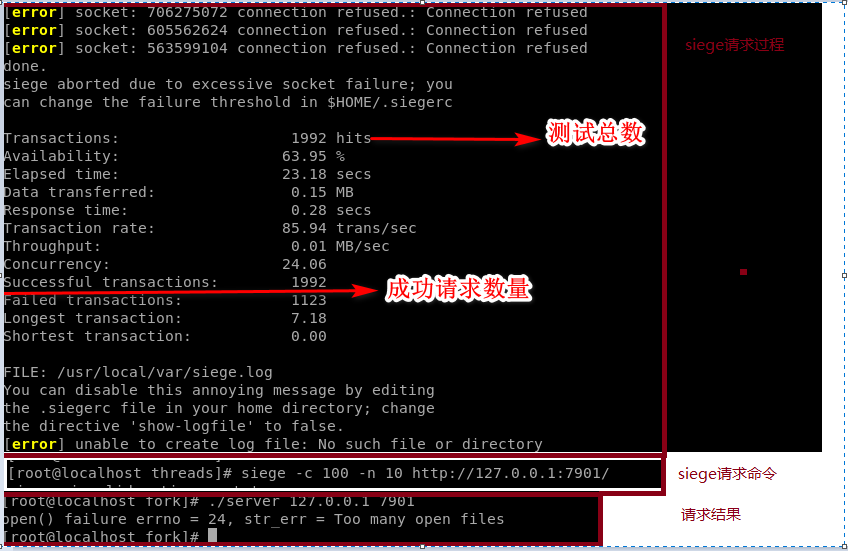 [error] socket: 706275072 connection refused.: Connection refused
[error] socket: 605562624 connection refused.: Connection refused
[error] socket: 563599104 connection refused.: Connection refused
siege请求过程
done.
siege aborted due to excessive socket failure; you
can change the failure threshold in $HOME/.siegerc
Transactions: 1992 hits
测试总数
Availability: 63.95 %
Elapsed time: 23.18 secs
Data transferred: 0.15 MB
Response time: 0.28 secs
Transaction rate: 85.94 trans/sec
Throughput: 0.01 MB/sec
Concurrency: 24.06
Successful transactions: 1992
成功请求数量
Failed transactions: 1123
Longest transaction: 7.18
Shortest transaction: 0.00
FILE: /usr/local/var/siege.log
You can disable this annoying message by editing
the .siegerc file in your home directory; change
the directive 'show-logfile' to false.
[error] unable to create log file: No such file or directory
[root@localhost threads]# siege -c 100 -n 10 http://127.0.0.1:7901/
siege请求命令
[root@localhost fork]# ./server 127.0.0.1 7901
请求结果
open() failure errno = 24, str_err = Too many open files
[root@localhost fork]#